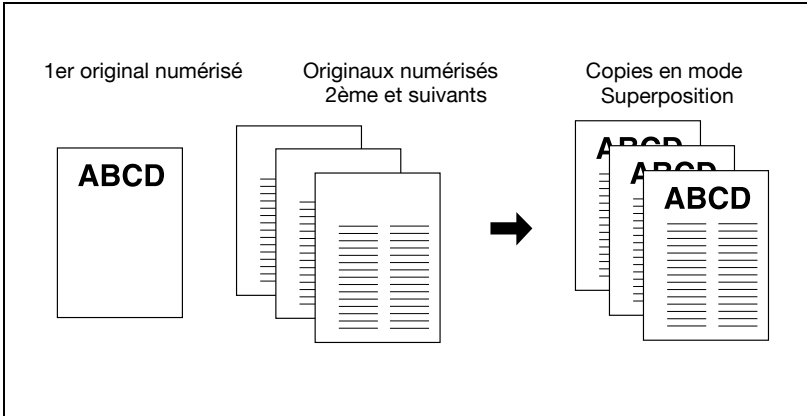 1er original numérisé
Originaux numérisés
2ème et suivants
Copies en mode
Superposition
ABCD
ABCD
ABCD
ABCD